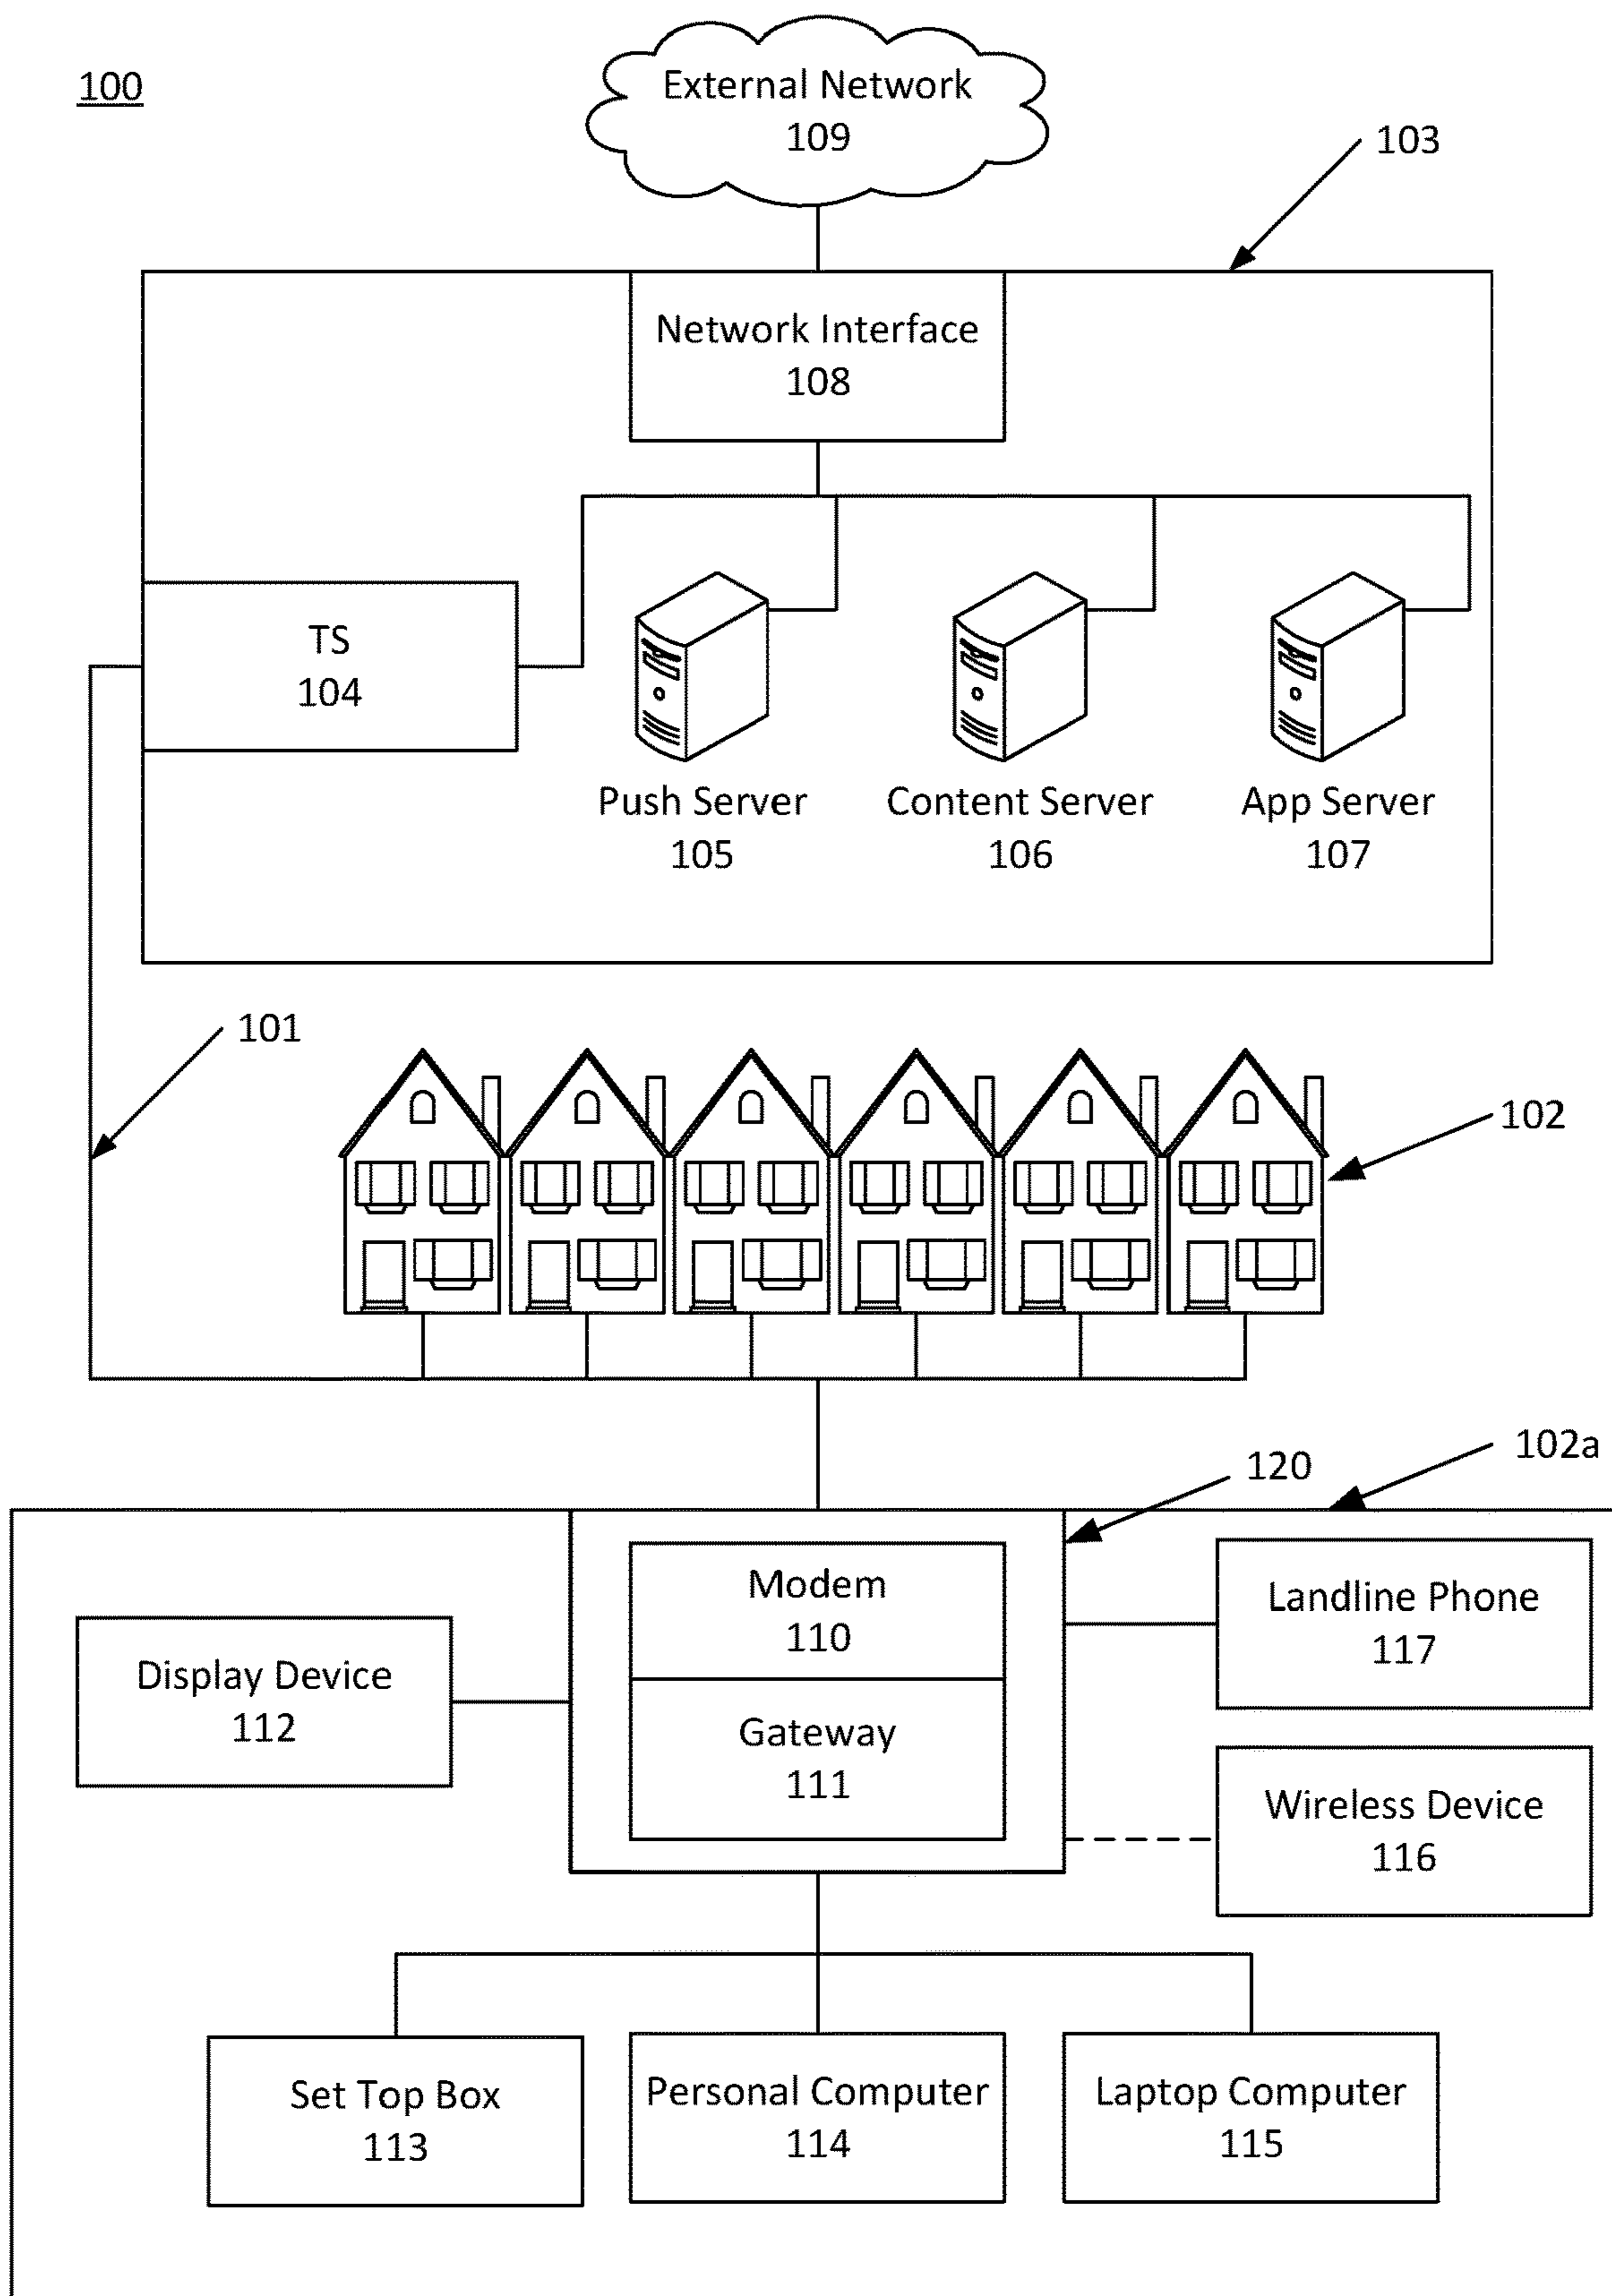 100
External Network
109
103
Network Interface
108
TS
104
Push Server
105
Content Server
106
App Server
107
101
102
102a
120
Modem
110
Landline Phone
117
Display Device
112
Gateway
111
Wireless Device
116
Set Top Box
113
Personal Computer
114
Laptop Computer
115